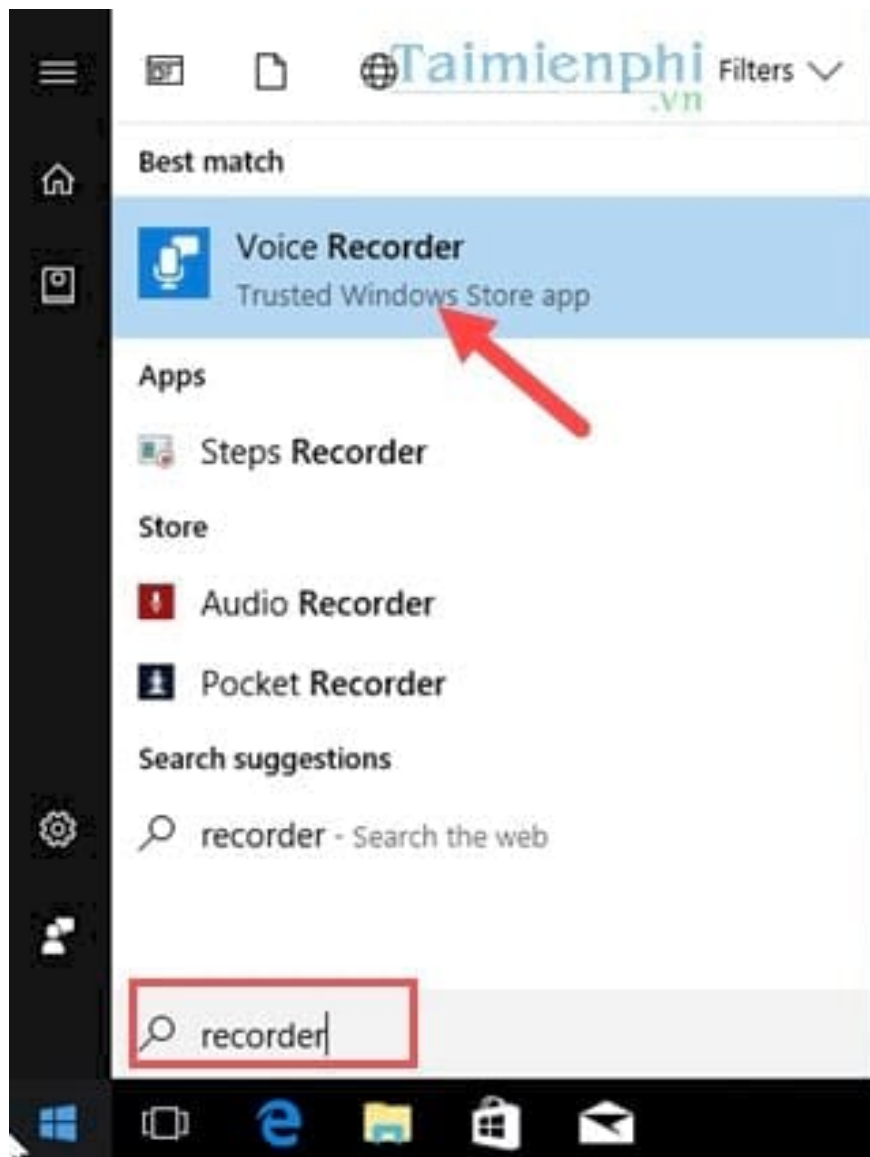 Taimienphi
.vn
Filters
Best match
Voice Recorder
Trusted Windows Store app
Apps
Steps Recorder
Store
Audio Recorder
Pocket Recorder
Search suggestions
recorder - Search the web
recorder